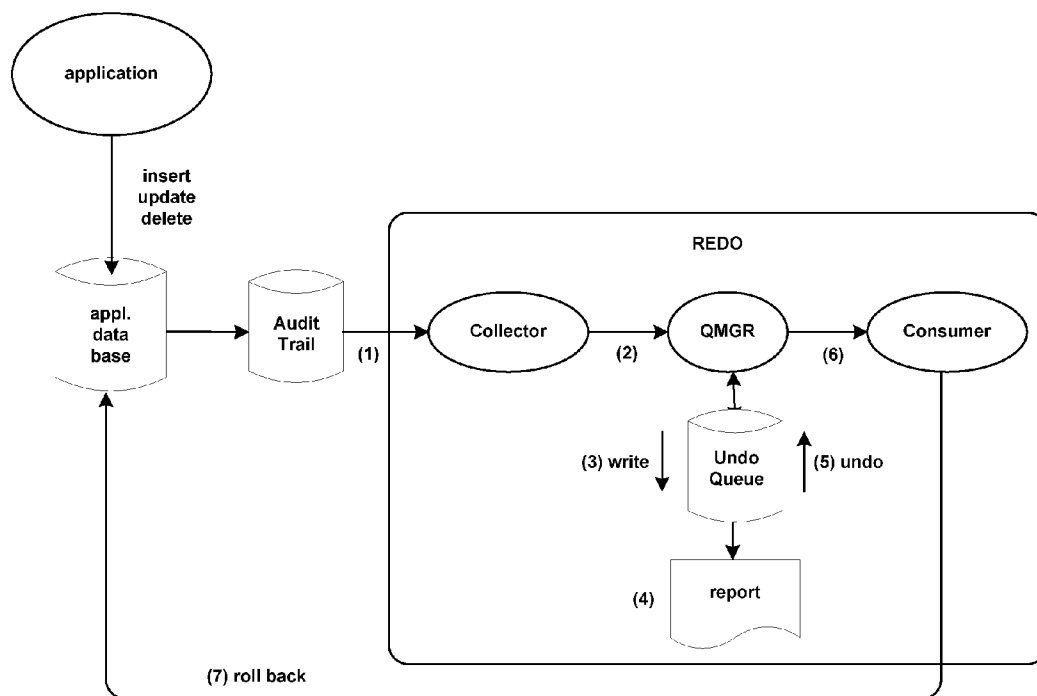 application
insert
update
delete
REDO
appl.
data
base
Audit
Trail
(1)
Collector
(2)
QMGR
(6)
Consumer
(3) write
Undo
Queue
(5) undo
(4)
report
(7) roll back